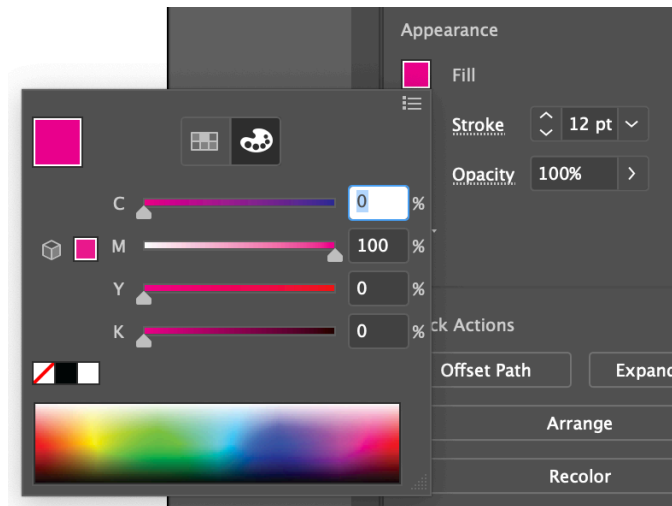 Appearance
Fill
Stroke 12 pt
Opacity 100% >
C 0 %
M 100 %
Y 0 %
K 0 %
ck Actions
Offset Path Expand
Arrange
Recolor